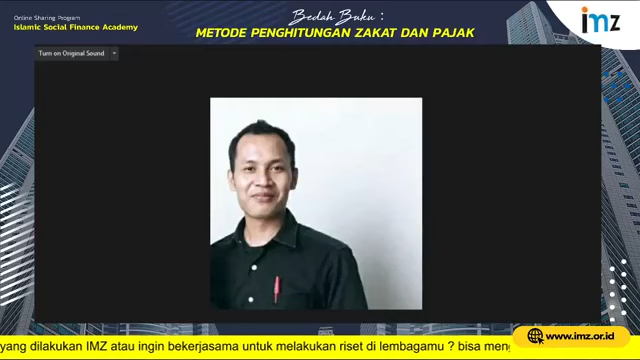 Online Sharing Program
Islamic Social Finance Academy
Bedah Buku :
METODE PENGHITUNGAN ZAKAT DAN PAJAK
imz
Turn on Original Sound
yang dilakukan IMZ atau ingin bekerjasama untuk melakukan riset di lembagamu ? bisa
www.imz.or.id